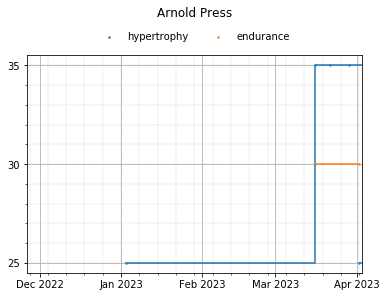 Arnold Press
hypertrophy endurance
35
30
25
Dec 2022 Jan 2023 Feb 2023 Mar 2023 Apr 2023